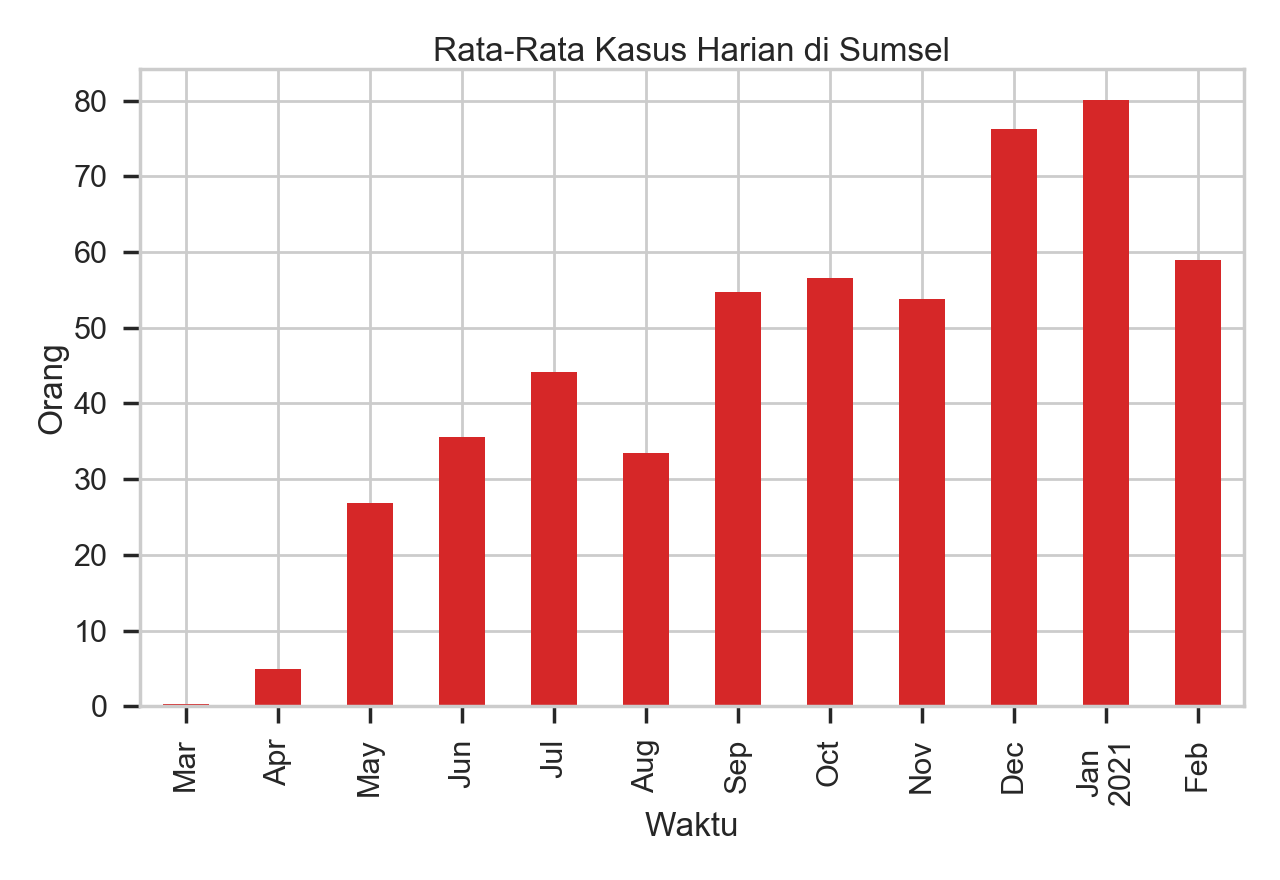 Rata-Rata Kasus Harian di Sumsel
80
70
60
50
40
30
20
10
0
Orang
Mar
Apr
May
Jun
Jul
Aug
Sep
Oct
Nov
Dec
Jan
2021
Feb
Waktu